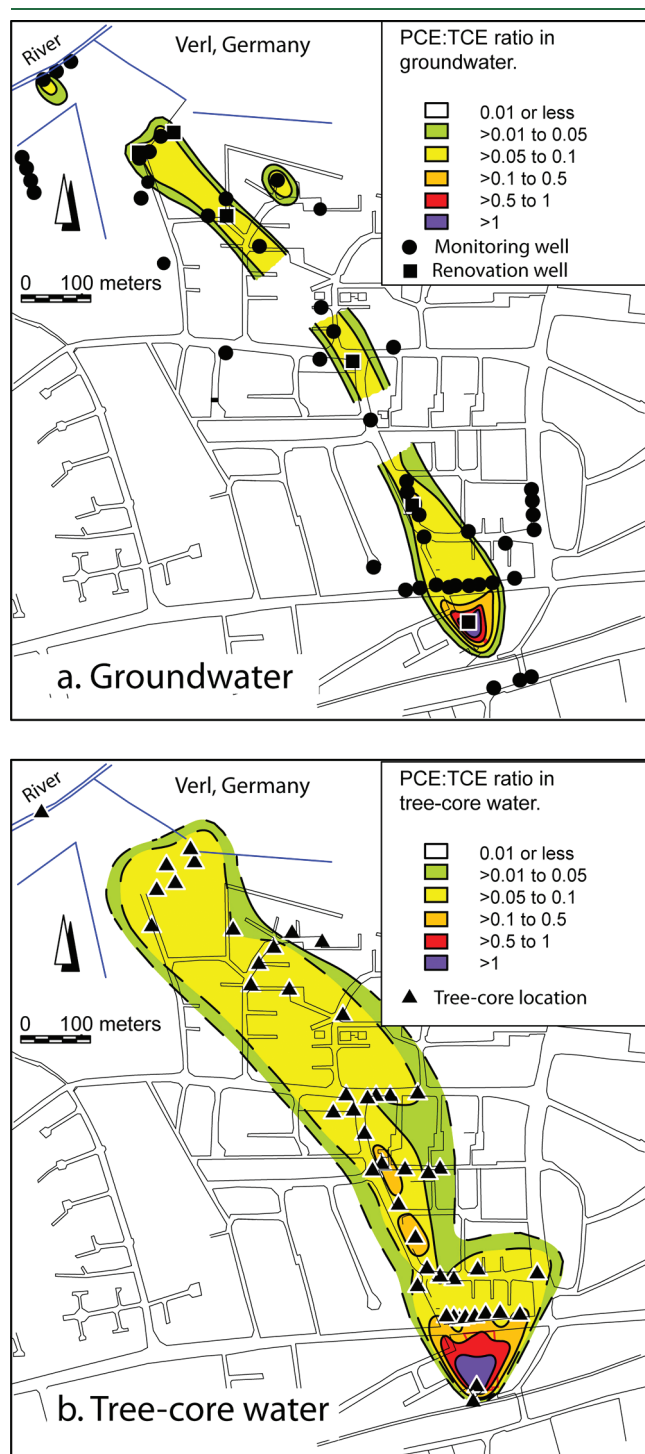 River
Verl, Germany
PCE:TCE ratio in
groundwater.
0.01 or less
>0.01 to 0.05
>0.05 to 0.1
>0.1 to 0.5
>0.5 to 1
>1
Monitoring well
Renovation well
0 100 meters
a. Groundwater
River
Verl, Germany
PCE:TCE ratio in
tree-core water.
0.01 or less
>0.01 to 0.05
>0.05 to 0.1
>0.1 to 0.5
>0.5 to 1
>1
Tree-core location
0 100 meters
b. Tree-core water